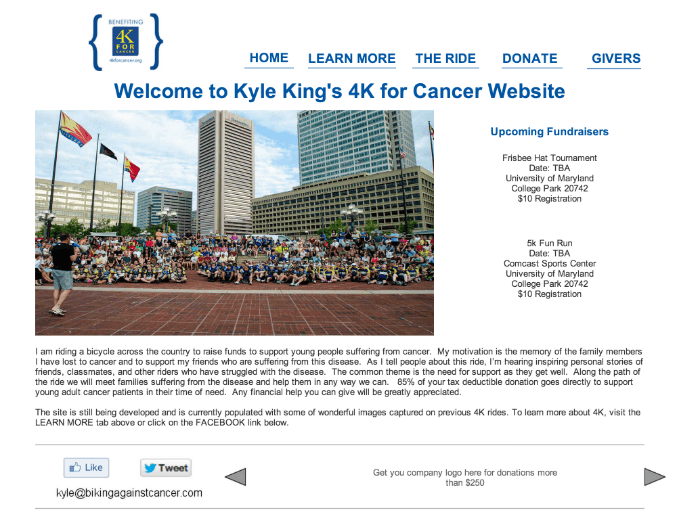 BENEFITING
4K
FOR
CANCER
4kforcancer.org
HOME LEARN MORE THE RIDE DONATE GIVERS
Welcome to Kyle King's 4K for Cancer Website
Upcoming Fundraisers
Frisbee Hat Tournament
Date: TBA
University of Maryland
College Park 20742
$10 Registration
5k Fun Run
Date: TBA
Comcast Sports Center
University of Maryland
College Park 20742
$10 Registration
I am riding a bicycle across the country to raise funds to support young people suffering from cancer. My motivation is the memory of the family members
I have lost to cancer and to support my friends who are suffering from this disease. As I tell people about this ride, I'm hearing inspiring personal stories of
friends, classmates, and other riders who have struggled with the disease. The common theme is the need for support as they get well. Along the path of
the ride we will meet families suffering from the disease and help them in any way we can. 85% of your tax deductible donation goes directly to support
young adult cancer patients in their time of need. Any financial help you can give will be greatly appreciated.
The site is still being developed and is currently populated with some of wonderful images captured on previous 4K rides. To learn more about 4K, visit the
LEARN MORE tab above or click on the FACEBOOK link below.
Like
Tweet
kyle@bikingagainstcancer.com
Get you company logo here for donations more
than $250